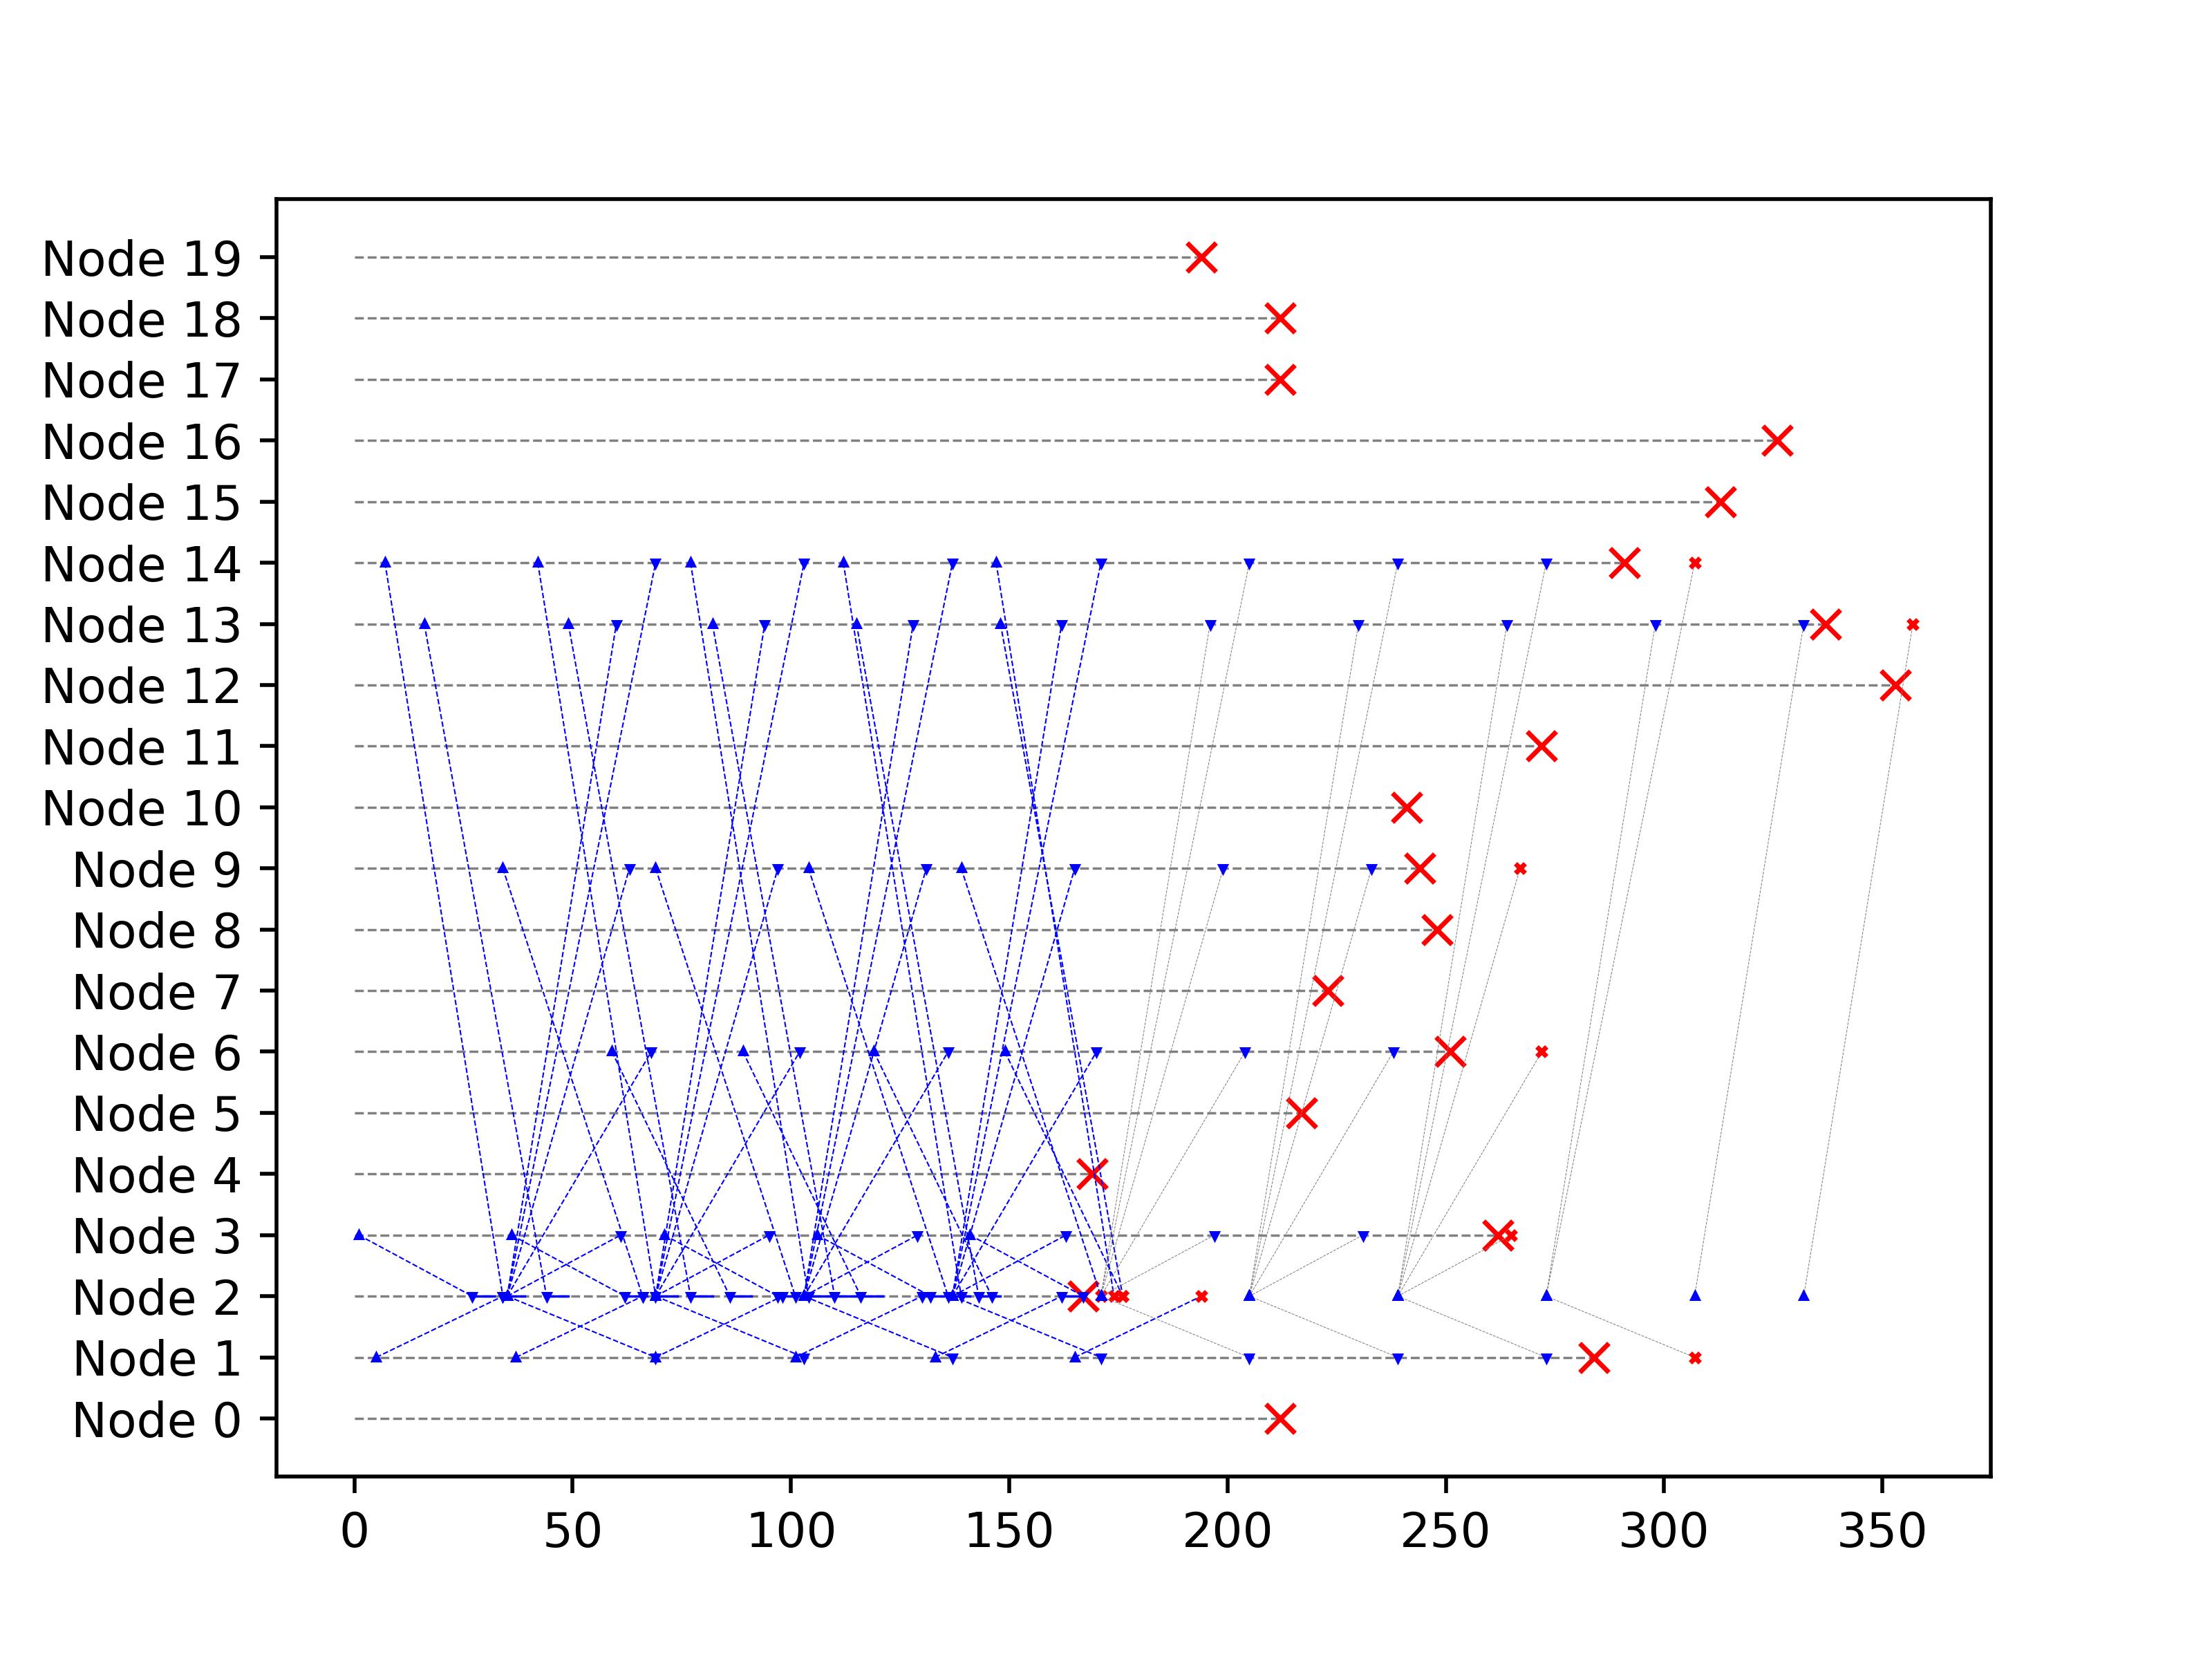 Node 19
Node 18
Node 17
Node 16
Node 15
Node 14
Node 13
Node 12
Node 11
Node 10
Node 9
Node 8
Node 7
Node 6
Node 5
Node 4
Node 3
Node 2
Node 1
Node 0
0 50 100 150 200 250 300 350